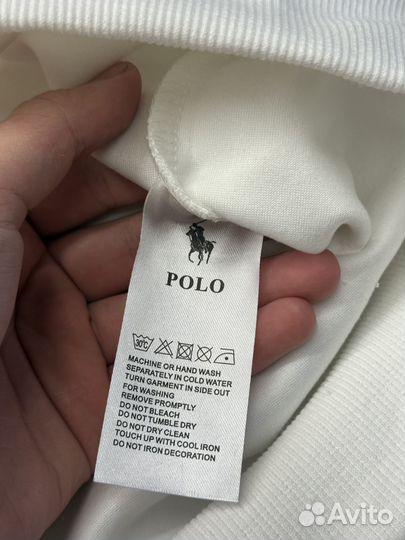 POLO
30°C
MACHINE OR HAND WASH
SEPARATELY IN COLD WATER
TURN GARMENT IN SIDE OUT
FOR WASHING
REMOVE PROMPTLY
DO NOT BLEACH
DO NOT TUMBLE DRY
DO NOT DRY CLEAN
TOUCH UP WITH COOL IRON
DO NOT IRON DECORATION
Avito